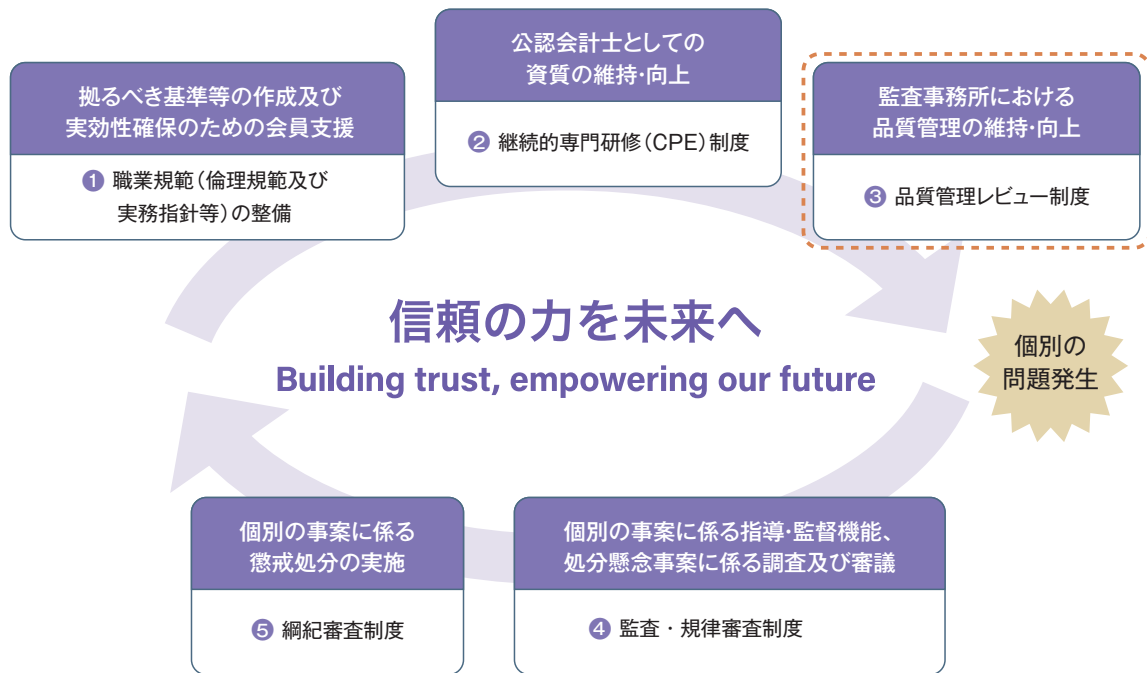 拠るべき基準等の作成及び
実効性確保のための会員支援
❶ 職業規範（倫理規範及び
実務指針等）の整備
公認会計士としての
資質の維持・向上
❷ 継続的専門研修（CPE）制度
監査事務所における
品質管理の維持・向上
❸ 品質管理レビュー制度
信頼の力を未来へ
Building trust, empowering our future
個別の
問題発生
個別の事案に係る
懲戒処分の実施
❺ 綱紀審査制度
個別の事案に係る指導・監督機能、
処分懸念事案に係る調査及び審議
❹ 監査・規律審査制度